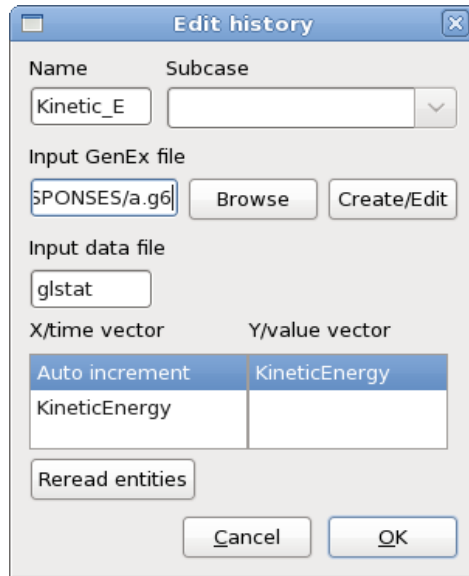 Edit history
Name Subcase
Kinetic_E
Input GenEx file
SPONSES/a.g6 Browse Create/Edit
Input data file
glstat
X/time vector Y/value vector
Auto increment KineticEnergy
KineticEnergy
Reread entities
Cancel OK